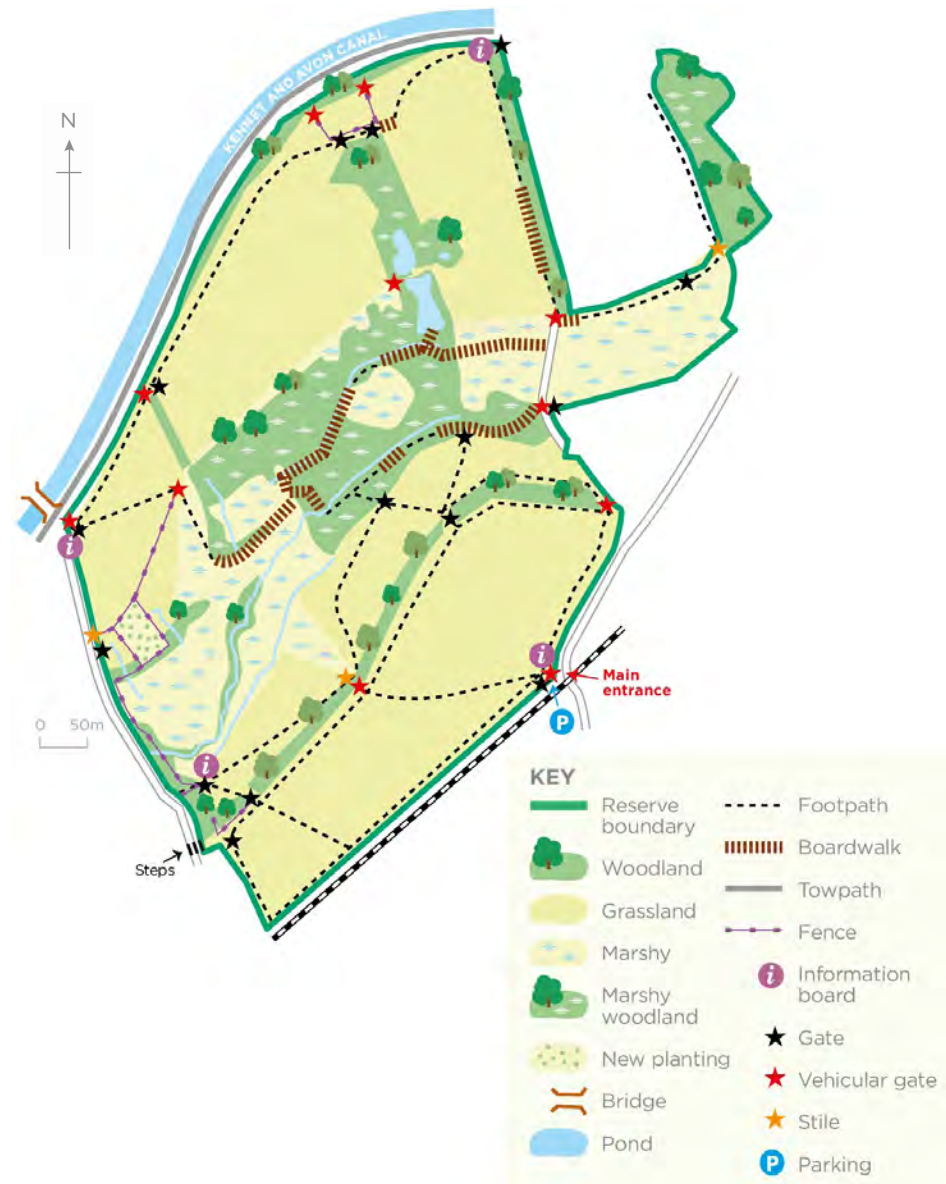 KENNET AND AVON CANAL
i
N
i
i
Main
entrance
0 50m
P
i
Steps
KEY
Reserve
boundary
Woodland
Grassland
Marshy
Marshy
woodland
New planting
Bridge
Pond
Footpath
Boardwalk
Towpath
Fence
i
Information
board
Gate
Vehicular gate
Stile
P
Parking